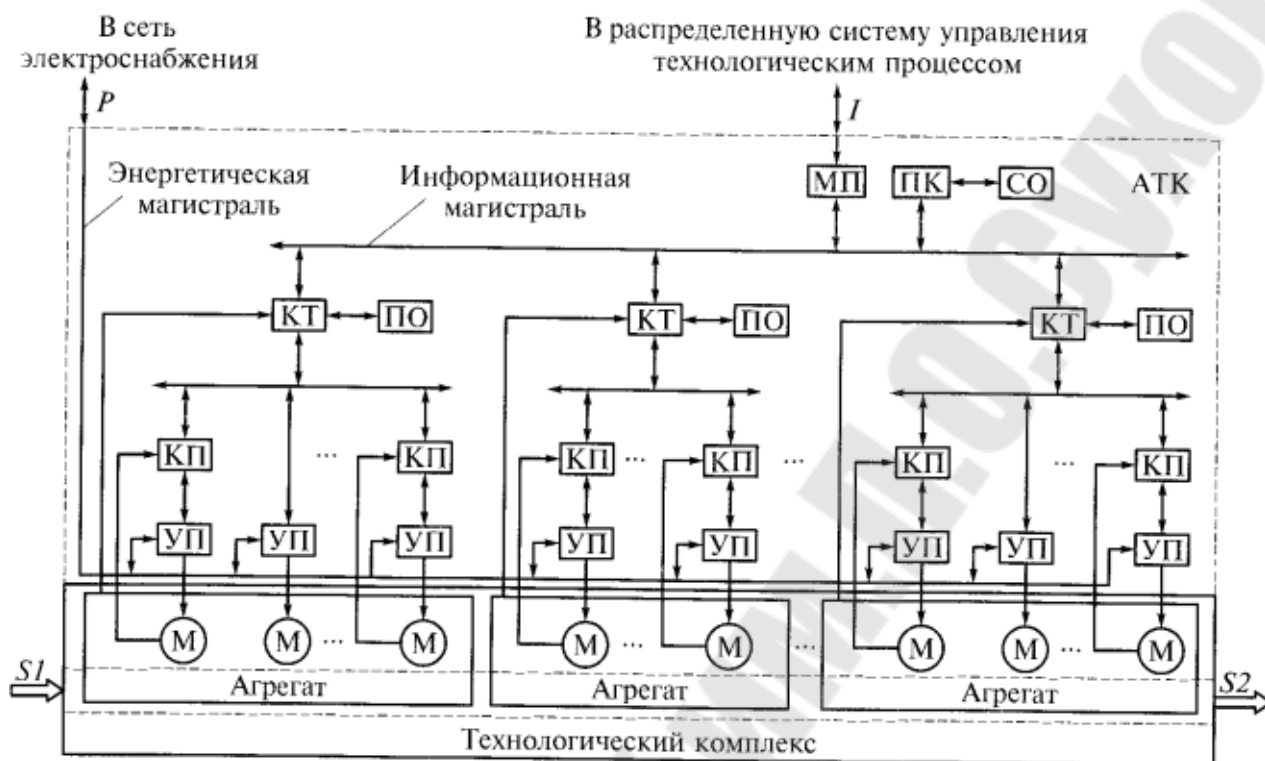 В сеть
электроснабжения
В распределенную систему управления
технологическим процессом
P
I
Энергетическая
магистраль
Информационная
магистраль
МП ПК СО АТК
КТ ПО КТ ПО КТ ПО
КП ... КП КП ... КП ... КП ... КП
УП УП УП УП УП УП УП УП
М М ... М М ... М ... М М ... М
S1 S2
Агрегат Агрегат Агрегат
Технологический комплекс